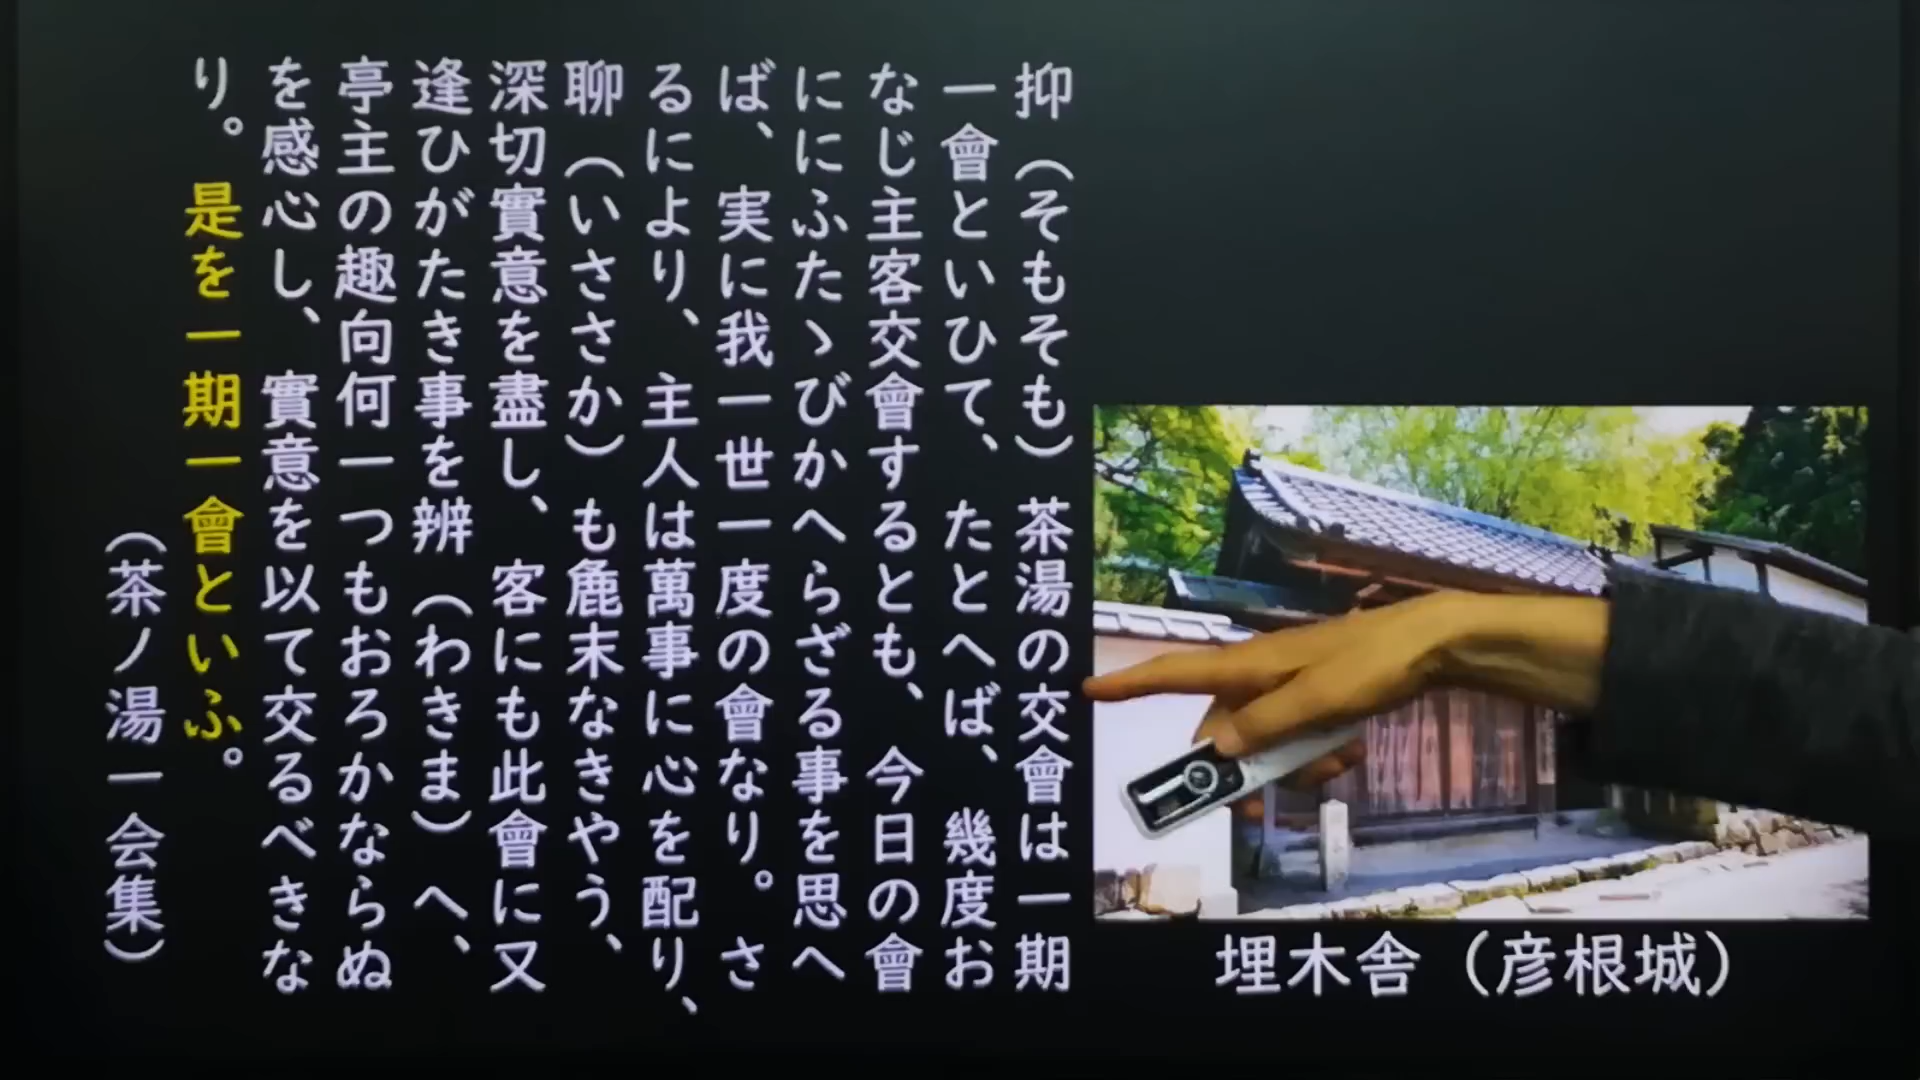 抑（そもそも）茶湯の交會は一期
一會といひて、たとへば、幾度お
なじ主客交會するとも、今日の會
ににふたゝびかへらざる事を思へ
ば、実に我一世一度の會なり。さ
るにより、主人は萬事に心を配り、
聊（いささか）も麁末なきやう、
深切實意を盡し、客にも此會に又
逢ひがたき事を辨（わきま）へ、
亭主の趣向何一つもおろかならぬ
を感心し、實意を以て交るべきな
り。是を一期一會といふ。
（茶ノ湯一会集）
埋木舎（彦根城）